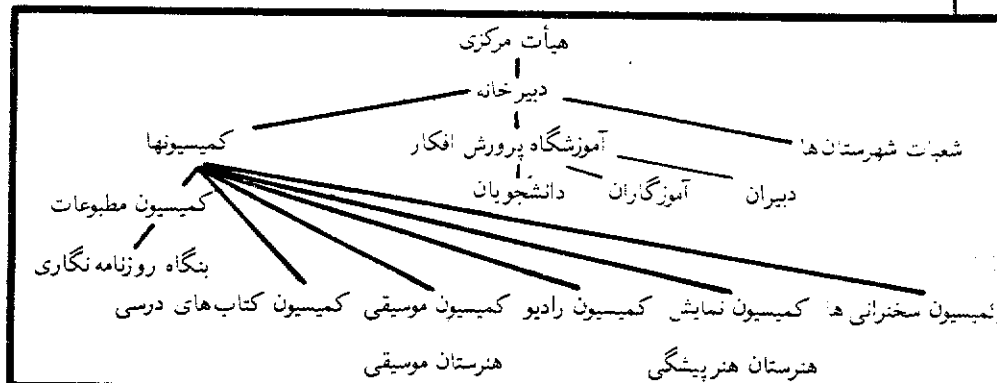 هیأت مرکزی
دبیرخانه
شعبات شهرستان‌ها
آموزشگاه پرورش افکار
کمیسیونها
دبیران
آموزگاران
دانشجویان
کمیسیون مطبوعات
بنگاه روزنامه نگاری
کمیسیون سخنرانی ها
کمیسیون نمایش
کمیسیون رادیو
کمیسیون موسیقی
کمیسیون کتاب‌های درسی
هنرستان هنرپیشگی
هنرستان موسیقی